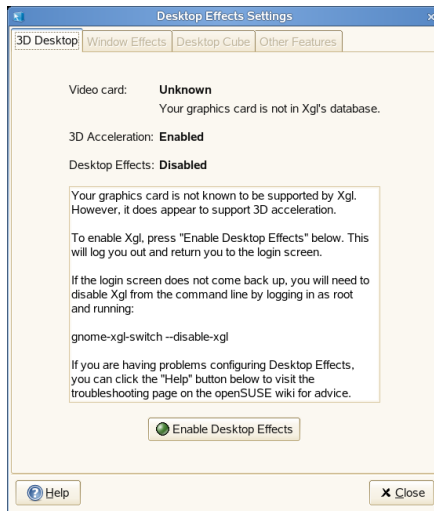 Desktop Effects Settings
3D Desktop Window Effects Desktop Cube Other Features
Video card: Unknown
Your graphics card is not in Xgl's database.
3D Acceleration: Enabled
Desktop Effects: Disabled
Your graphics card is not known to be supported by Xgl.
However, it does appear to support 3D acceleration.
To enable Xgl, press "Enable Desktop Effects" below. This
will log you out and return you to the login screen.
If the login screen does not come back up, you will need to
disable Xgl from the command line by logging in as root
and running:
gnome-xgl-switch --disable-xgl
If you are having problems configuring Desktop Effects,
you can click the "Help" button below to visit the
troubleshooting page on the openSUSE wiki for advice.
Enable Desktop Effects
Help Close